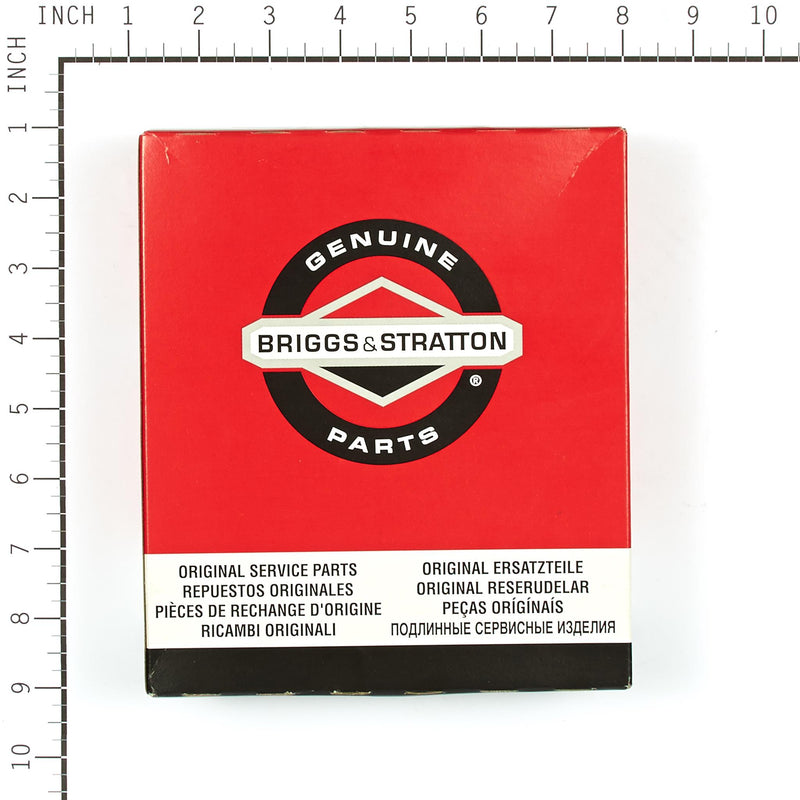 INCH 1 2 3 4 5 6 7 8 9 10
INCH 1 2 3 4 5 6 7 8 9 10
GENUINE
BRIGGS & STRATTON
®
PARTS
ORIGINAL SERVICE PARTS
REPUESTOS ORIGINALES
PIÈCES DE RECHANGE D'ORIGINE
RICAMBI ORIGINALI
ORIGINAL ERSATZTEILE
ORIGINAL RESERUDELAR
PEÇAS ORÍGÍNAÍS
ПОДЛИННЫЕ СЕРВИСНЫЕ ИЗДЕЛИЯ